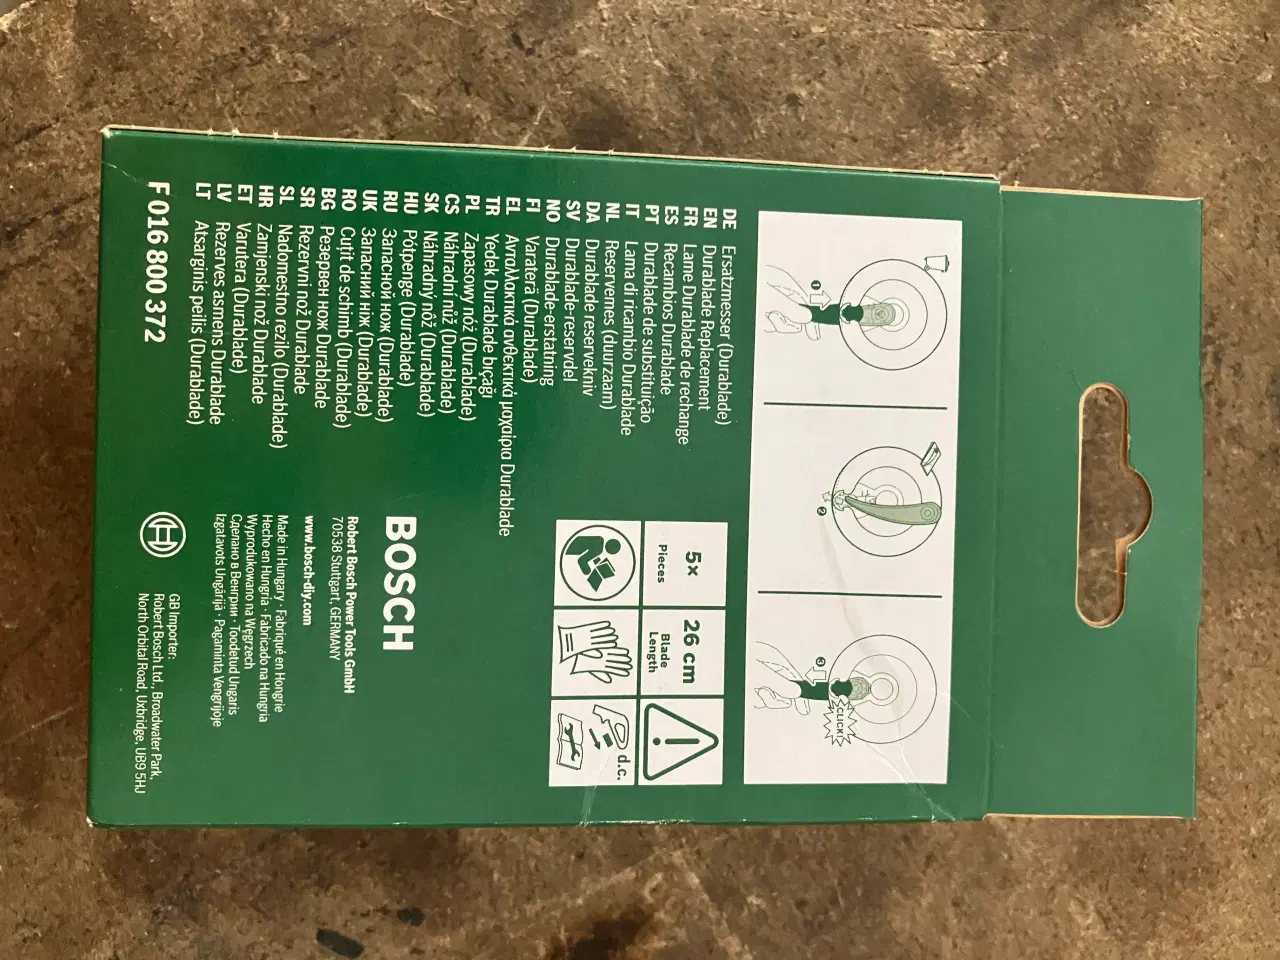 1
2
3
CLICK!
DE Ersatzmesser (Durablade)
EN Durablade Replacement
FR Lame Durablade de rechange
ES Recambios Durablade
PT Durablade de substituição
IT Lama di ricambio Durablade
NL Reservemes (duurzaam)
DA Durablade reservekniv
SV Durablade-reservdel
NO Durablade-erstatning
FI Varaterä (Durablade)
EL Ανταλλακτικά ανθεκτικά μαχαίρια Durablade
TR Yedek Durablade bıçağı
PL Zapasowy nóż (Durablade)
CS Náhradní nůž (Durablade)
SK Náhradný nôž (Durablade)
HU Pótpenge (Durablade)
RU Запасной нож (Durablade)
UK Запасний ніж (Durablade)
RO Cuțit de schimb (Durablade)
BG Резервен нож Durablade
SR Rezervni nož Durablade
SL Nadomestno rezilo (Durablade)
HR Zamjenski nož Durablade
ET Varutera (Durablade)
LV Rezerves asmens Durablade
LT Atsarginis peilis (Durablade)
F 016 800 372
5x
Pieces
26 cm
Blade
Length
d.c.
BOSCH
Robert Bosch Power Tools GmbH
70538 Stuttgart, GERMANY
www.bosch-diy.com
Made in Hungary · Fabriqué en Hongrie
Hecho en Hungría · Fabricado na Hungria
Wyprodukowano na Węgrzech
Сделано в Венгрии · Toodetud Ungaris
Izgatavots Ungārijā · Pagaminta Vengrijoje
GB Importer:
Robert Bosch Ltd., Broadwater Park,
North Orbital Road, Uxbridge, UB9 5HJ